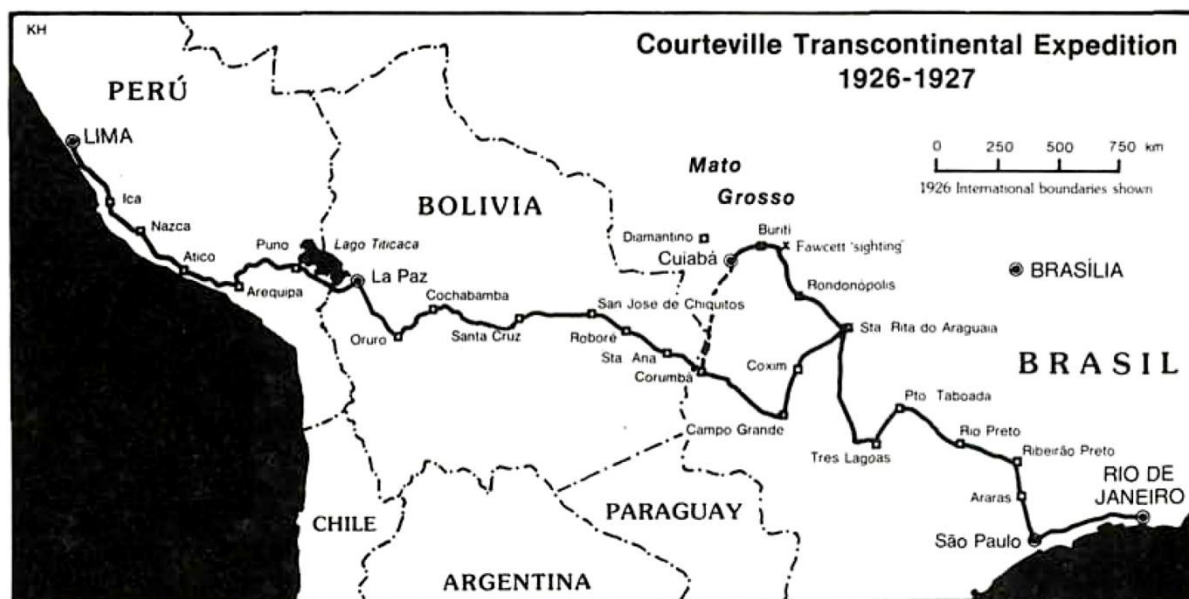 KH
Courteville Transcontinental Expedition
1926-1927
PERÚ
LIMA
0 250 500 750 km
1926 International boundaries shown
Mato
Grosso
Ica
BOLIVIA
Nazca
Diamantino
Buriti
Fawcett 'sighting'
Puno
Lago Titicaca
Cuiabá
BRASÍLIA
Atico
La Paz
Arequipa
Cochabamba
San Jose de Chiquitos
Rondonópolis
Oruro
Santa Cruz
Roboré
Sta Rita do Araguaia
Sta. Ana
Corumbá
Coxim
BRASIL
Pto Taboada
Campo Grande
Rio Preto
Tres Lagoas
Ribeirão Preto
RIO DE
JANEIRO
Araras
CHILE
PARAGUAY
São Paulo
ARGENTINA